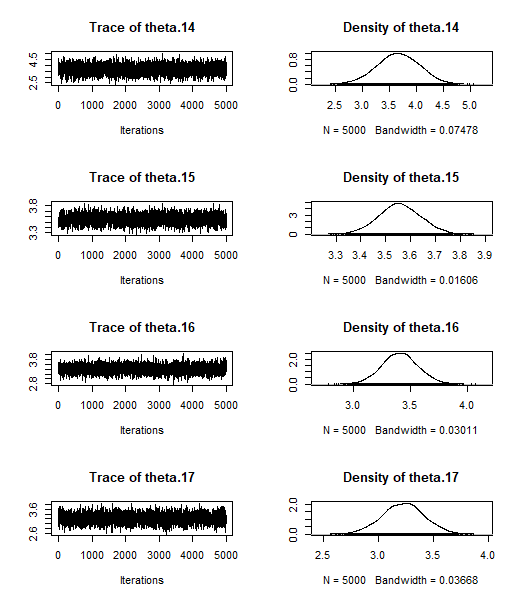 Trace of theta.14
2.5 4.5
0 1000 2000 3000 4000 5000
Iterations
Density of theta.14
0.0 0.8
2.5 3.0 3.5 4.0 4.5 5.0
N = 5000 Bandwidth = 0.07478
Trace of theta.15
3.3 3.8
0 1000 2000 3000 4000 5000
Iterations
Density of theta.15
0 3
3.3 3.4 3.5 3.6 3.7 3.8 3.9
N = 5000 Bandwidth = 0.01606
Trace of theta.16
2.8 3.8
0 1000 2000 3000 4000 5000
Iterations
Density of theta.16
0.0 2.0
3.0 3.5 4.0
N = 5000 Bandwidth = 0.03011
Trace of theta.17
2.6 3.6
0 1000 2000 3000 4000 5000
Iterations
Density of theta.17
0.0 2.0
2.5 3.0 3.5 4.0
N = 5000 Bandwidth = 0.03668